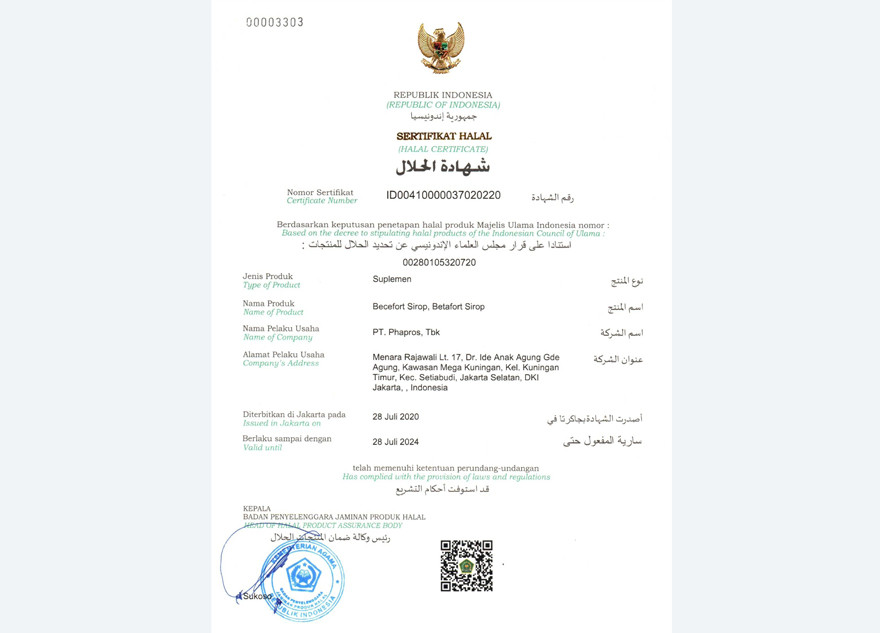 00003303
REPUBLIK INDONESIA
(REPUBLIC OF INDONESIA)
جمهورية إندونيسيا
SERTIFIKAT HALAL
(HALAL CERTIFICATE)
شهادة الحلال
Nomor Sertifikat
Certificate Number
ID00410000037020220
رقم الشهادة
Berdasarkan keputusan penetapan halal produk Majelis Ulama Indonesia nomor :
Based on the decree to stipulating halal products of the Indonesian Council of Ulama :
استنادا على قرار مجلس العلماء الإندونيسي عن تحديد الحلال للمنتجات :
00280105320720
Jenis Produk
Type of Product
Suplemen
نوع المنتج
Nama Produk
Name of Product
Becefort Sirop, Betafort Sirop
اسم المنتج
Nama Pelaku Usaha
Name of Company
PT. Phapros, Tbk
اسم الشركة
Alamat Pelaku Usaha
Company's Address
Menara Rajawali Lt. 17, Dr. Ide Anak Agung Gde
Agung, Kawasan Mega Kuningan, Kel. Kuningan
Timur, Kec. Setiabudi, Jakarta Selatan, DKI
Jakarta, , Indonesia
عنوان الشركة
Diterbitkan di Jakarta pada
Issued in Jakarta on
28 Juli 2020
أصدرت الشهادة بجاكرتا في
Berlaku sampai dengan
Valid until
28 Juli 2024
سارية المفعول حتى
telah memenuhi ketentuan perundang-undangan
Has complied with the provision of laws and regulations
قد استوفت أحكام التشريع
KEPALA
BADAN PENYELENGGARA JAMINAN PRODUK HALAL
HEAD OF HALAL PRODUCT ASSURANCE BODY
رئيس وكالة ضمان المنتجات الحلال
KEMENTERIAN AGAMA
BADAN PENYELENGGARA
JAMINAN PRODUK HALAL
REPUBLIK INDONESIA
Sukoso